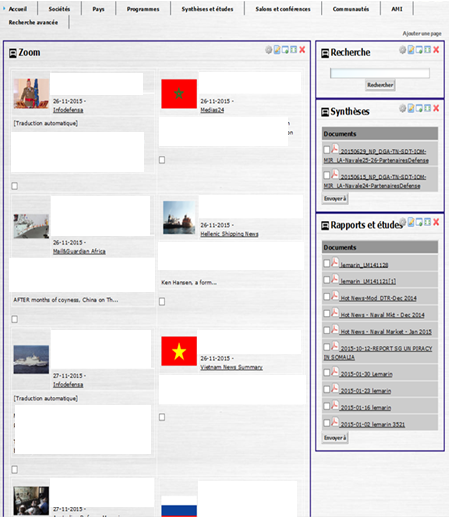 Accueil Sociétés Pays Programmes Synthèses et études Salons et conférences Communautés AMI
Recherche avancée
Ajouter une page
Zoom
26-11-2015 -
Infodefensa
[Traduction automatique]
26-11-2015 -
Medias24
on
26-11-2015 -
Mail&Guardian Africa
AFTER months of coyness, China on Th...
26-11-2015 -
Hellenic Shipping News
Ken Hansen, a form...
27-11-2015 -
Infodefensa
[Traduction automatique]
26-11-2015 -
Vietnam News Summary
27-11-2015 -
Recherche
Rechercher
Synthèses
Documents
20150629_NP_DGA-TN-SDT-IOM-
MIR_LA-Navale25-26-PartenairesDefense
20150615_NP_DGA-TN-SDT-IOM-
MIR_LA-Navale24-PartenairesDefense
Envoyer à
Rapports et études
Documents
lemarin_LM141128
lemarin_LM141121[1]
Hot News-Mod_DTR-Dec 2014
Hot News - Naval Mkt - Dec 2014
Hot News - Naval Market - Jan 2015
2015-10-12-REPORT SG UN PIRACY
IN SOMALIA
2015-01-30 Lemarin
2015-01-23 lemarin
2015-01-16 lemarin
2015-01-02 lemarin 3521
Envoyer à